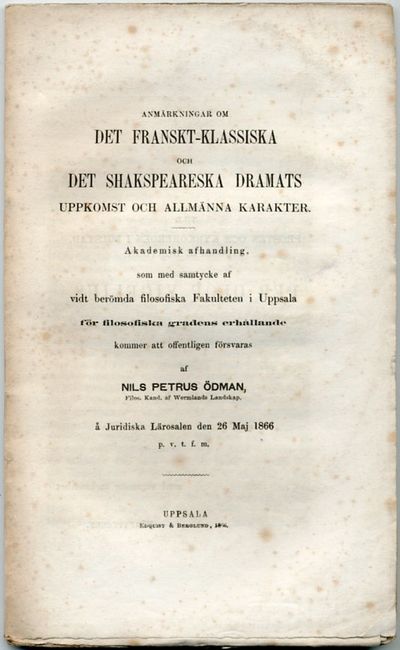 ANMÄRKNINGAR OM
DET FRANSKT-KLASSISKA
OCH
DET SHAKSPEARESKA DRAMATS
UPPKOMST OCH ALLMÄNNA KARAKTER.
Akademisk afhandling,
som med samtycke af
vidt berömda filosofiska Fakulteten i Uppsala
för filosofiska gradens erhållande
kommer att offentligen försvaras
af
NILS PETRUS ÖDMAN,
Filos. Kand. af Wermlands Landskap.
å Juridiska Lärosalen den 26 Maj 1866
p. v. t. f. m.
UPPSALA
EDQUIST & BERGLUND, 1866.